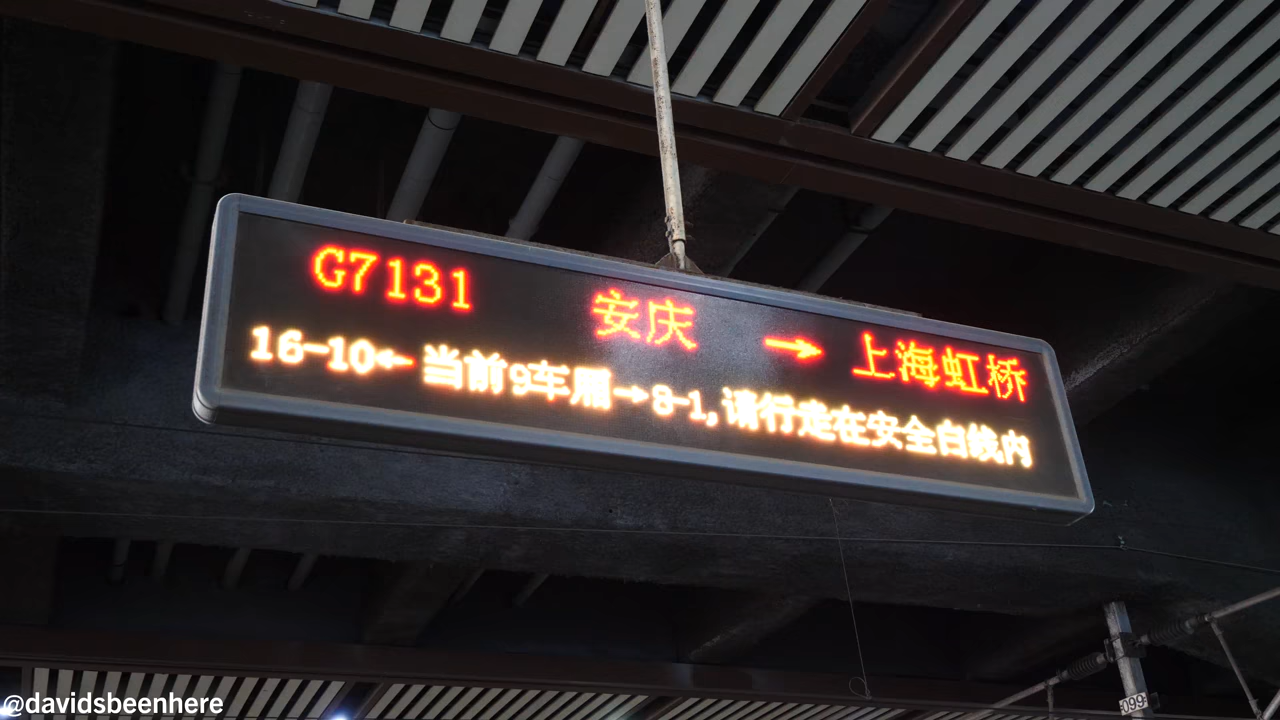 G7131 安庆 → 上海虹桥
16-10← 当前9车厢→8-1,请行走在安全白线内
099
@davidsbeenhere